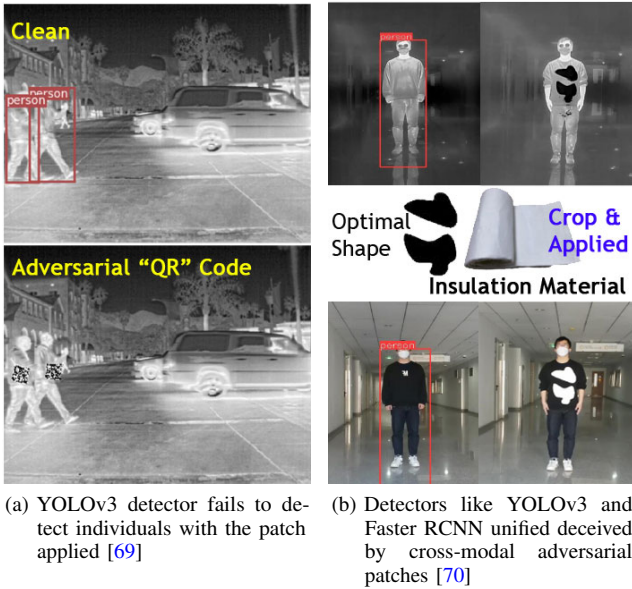 Clean
person
person
Adversarial “QR” Code
(a) YOLOv3 detector fails to de-
tect individuals with the patch
applied [69]
person
Optimal
Shape
Crop &
Applied
Insulation Material
person
(b) Detectors like YOLOv3 and
Faster RCNN unified deceived
by cross-modal adversarial
patches [70]